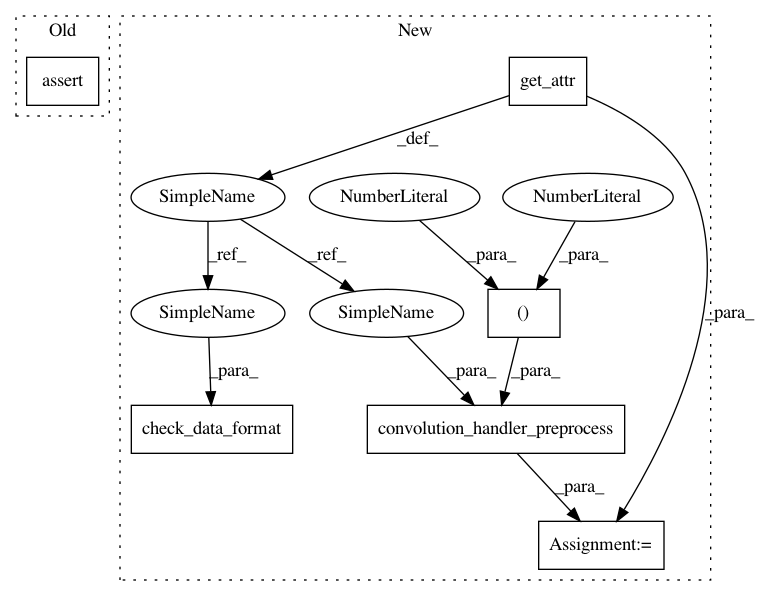 Old
New
assert
get_attr
_def_
SimpleName
NumberLiteral
NumberLiteral
_ref_
_ref_
_para_
_para_
SimpleName
SimpleName
()
_para_
_para_
_para_
_para_
check_data_format
convolution_handler_preprocess
_para_
Assignment:=